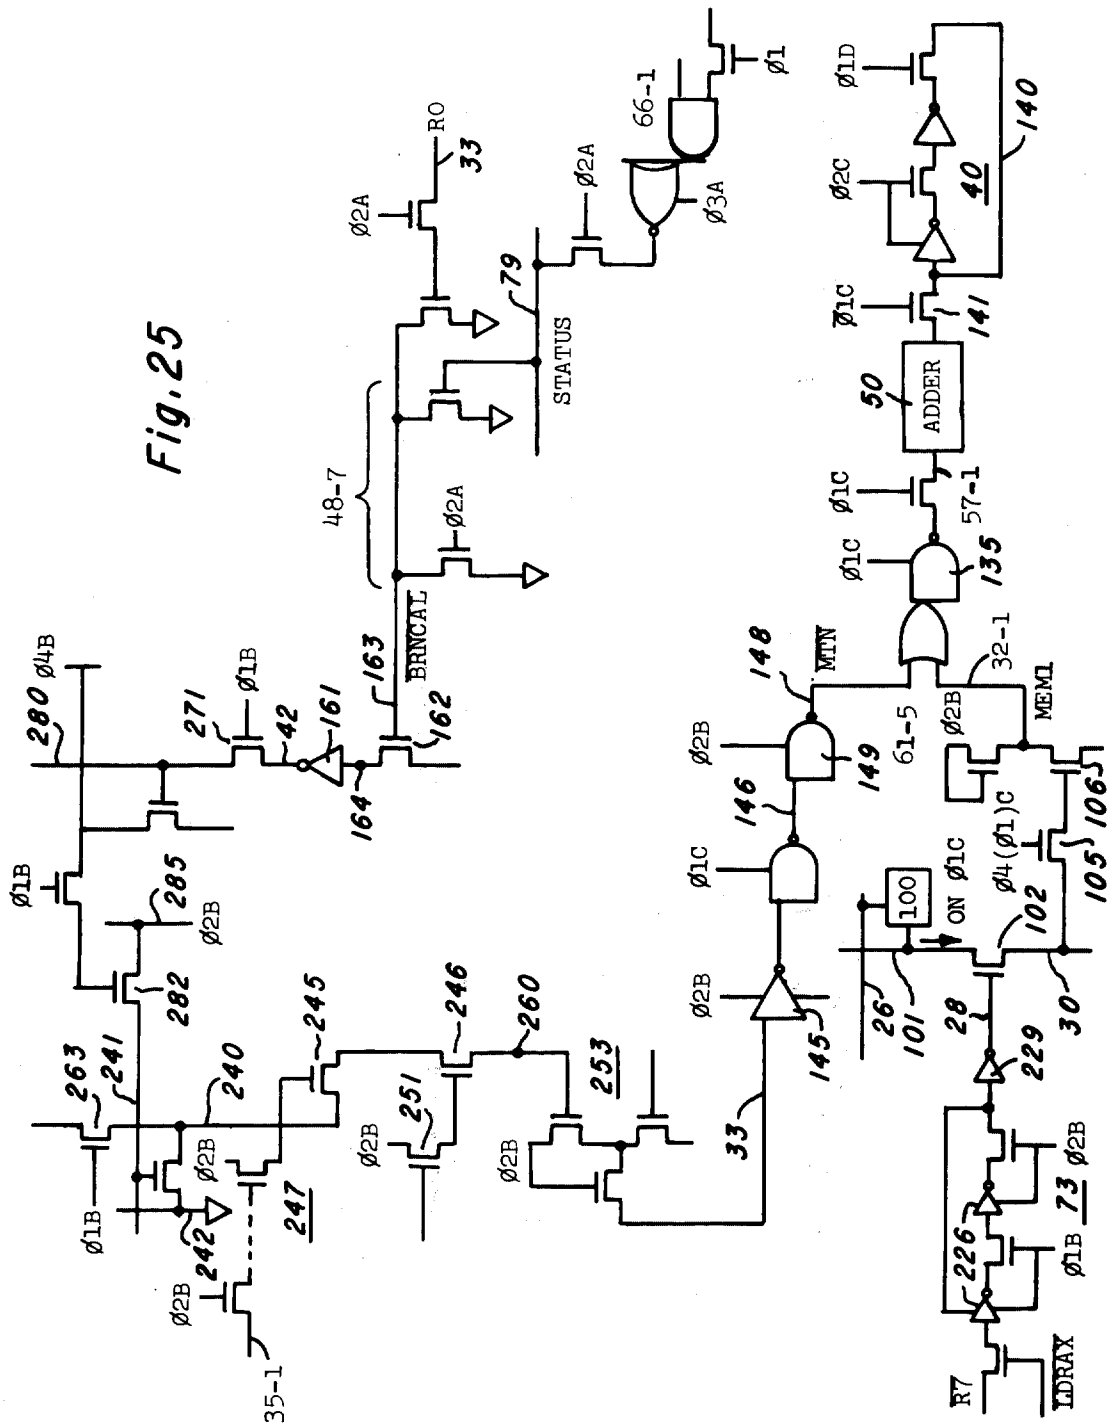 Fig.25
280
Ø4B
271
Ø1B
42
161
163
BRNCAL
164
162
48-7
Ø2A
Ø2A
RO
33
79
STATUS
Ø2A
66-1
Ø1
Ø3A
Ø1B
285
Ø2B
282
263
241
240
Ø1B
242
Ø2B
247
245
246
Ø2B
35-1
Ø2B
251
260
253
Ø2B
33
Ø2B
145
Ø1C
146
Ø2B
148
149
MTN
61-5
32-1
MEM1
Ø2B
Ø1C
135
Ø1C
57-1
50
ADDER
Ø1C
141
Ø2C
40
Ø1D
140
26
101
100
ON Ø1C
Ø4(Ø1)C
102
105
106
28
30
229
Ø2B
73
226
Ø1B
R7
LDRAX